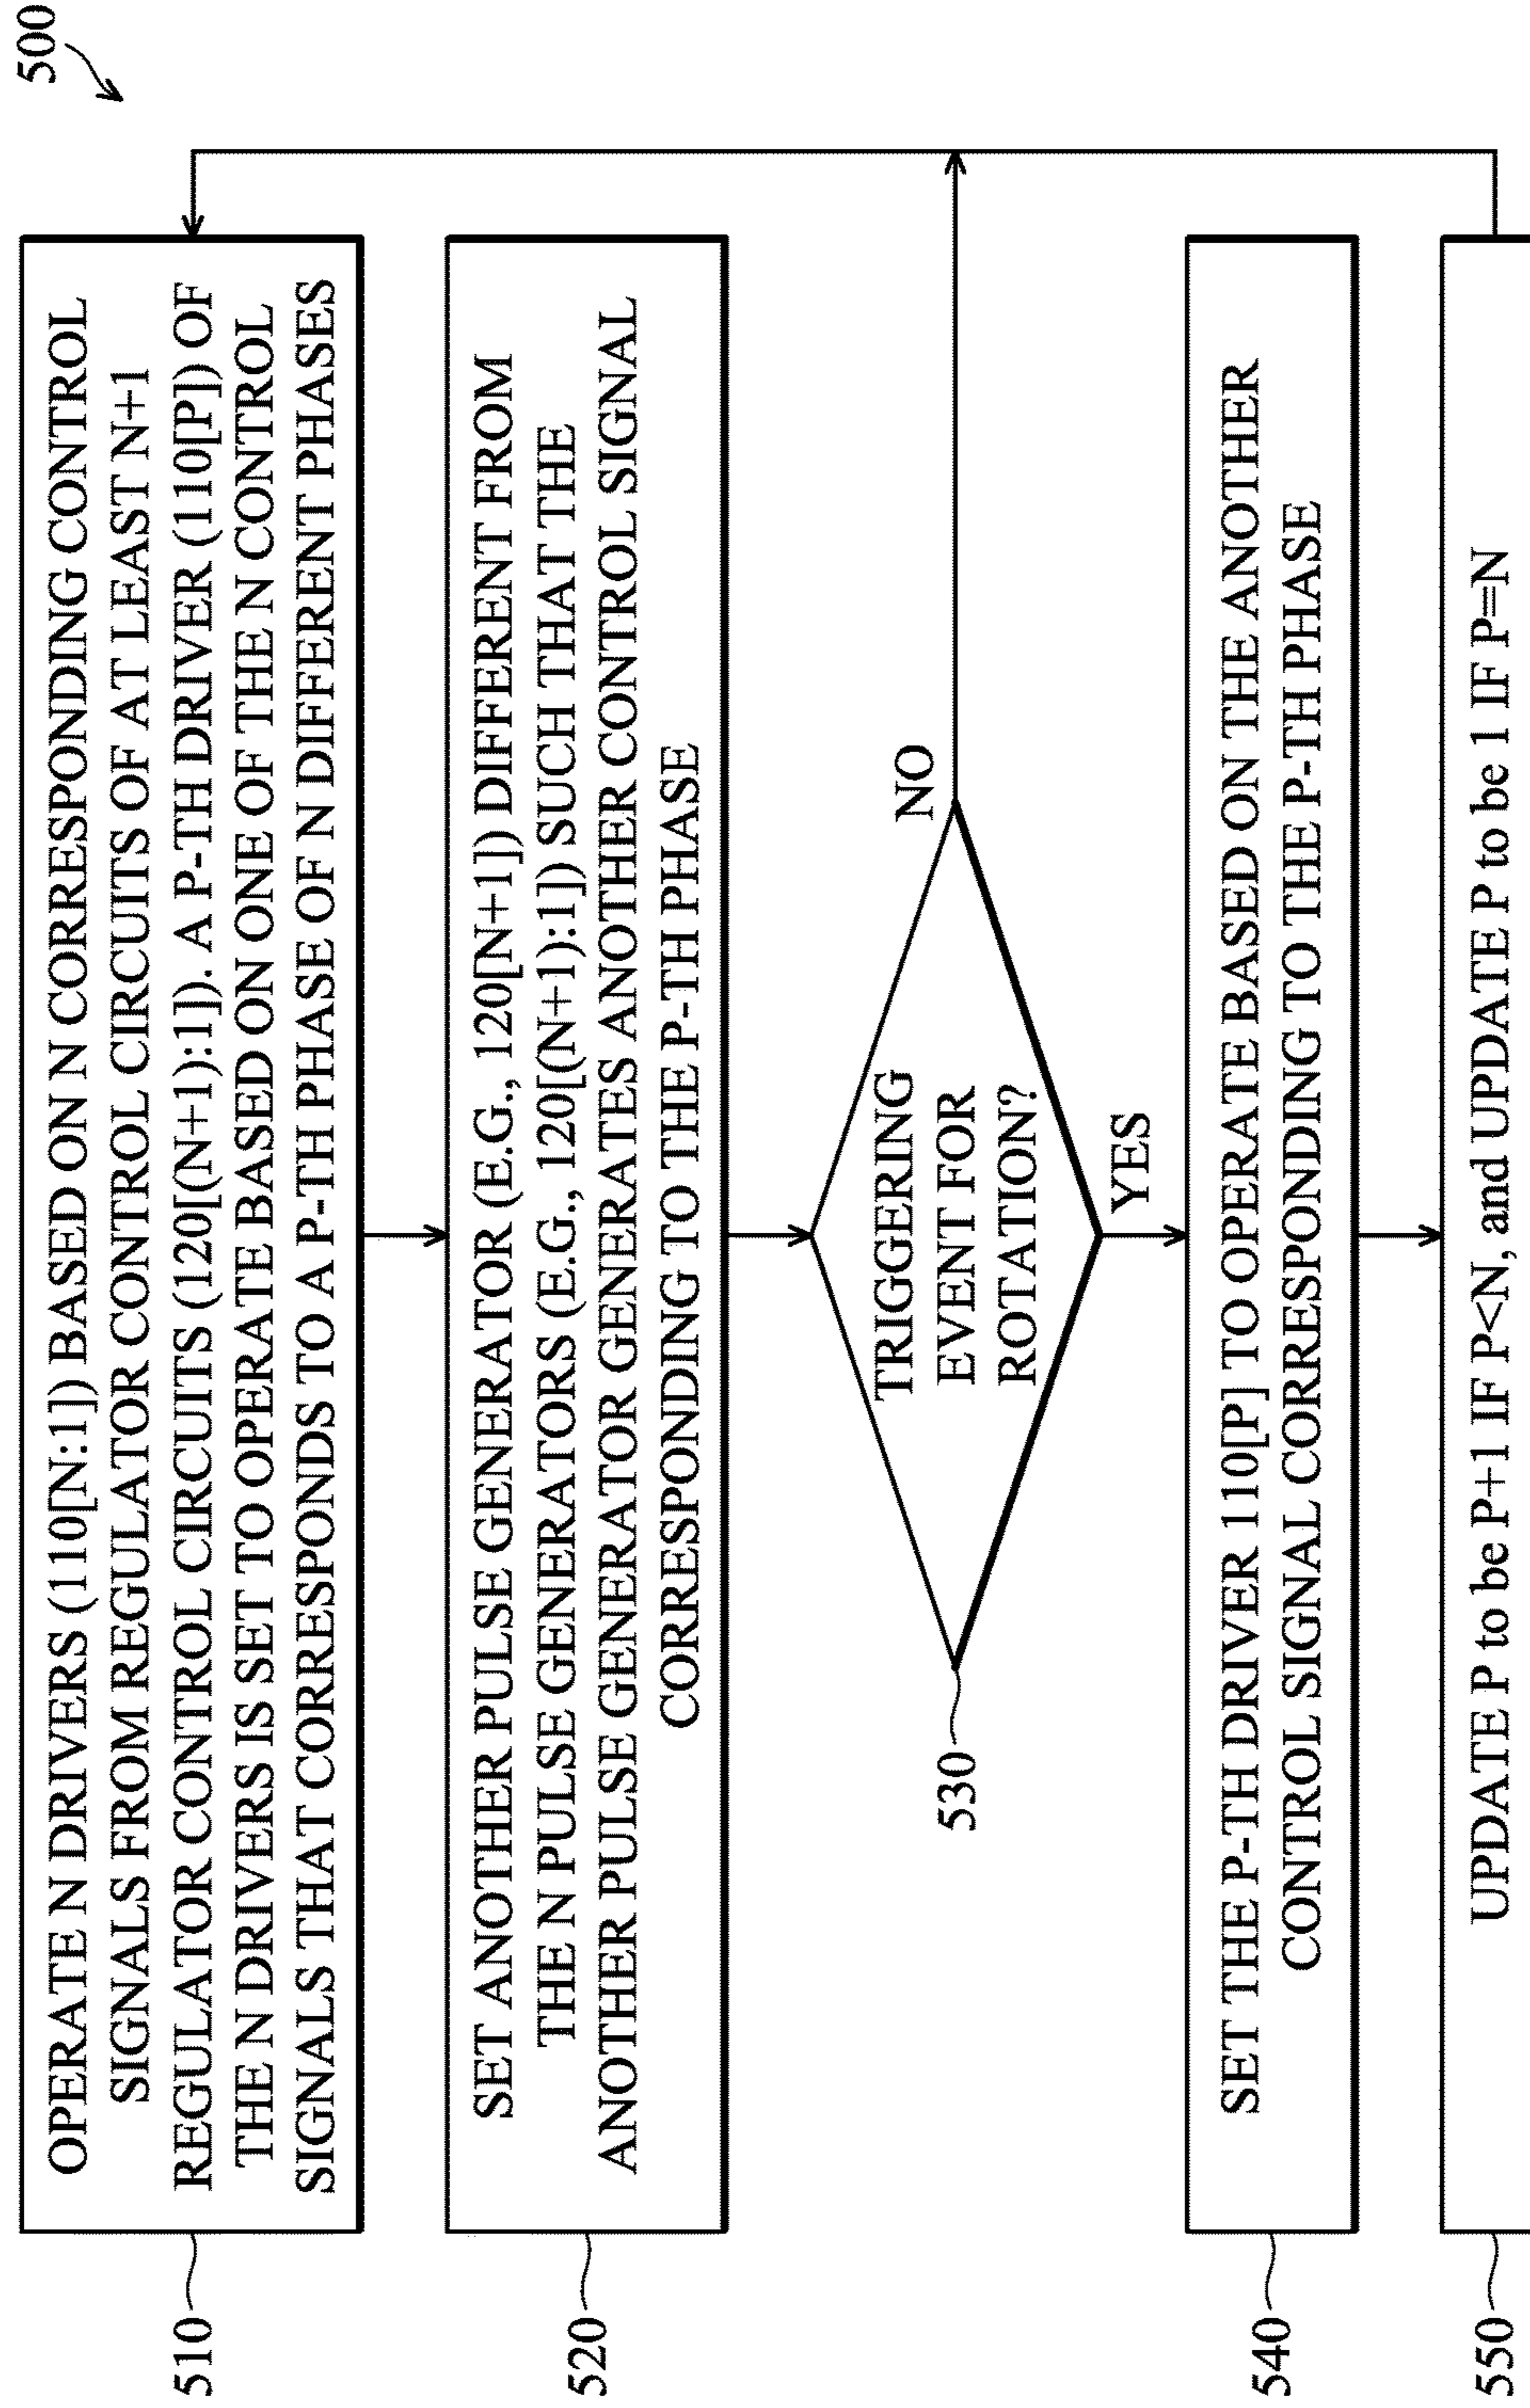 500
510
OPERATE N DRIVERS (110[N:1]) BASED ON N CORRESPONDING CONTROL
SIGNALS FROM REGULATOR CONTROL CIRCUITS OF AT LEAST N+1
REGULATOR CONTROL CIRCUITS (120[(N+1):1]). A P-TH DRIVER (110[P]) OF
THE N DRIVERS IS SET TO OPERATE BASED ON ONE OF THE N CONTROL
SIGNALS THAT CORRESPONDS TO A P-TH PHASE OF N DIFFERENT PHASES
520
SET ANOTHER PULSE GENERATOR (E.G., 120[N+1]) DIFFERENT FROM
THE N PULSE GENERATORS (E.G., 120[(N+1):1]) SUCH THAT THE
ANOTHER PULSE GENERATOR GENERATES ANOTHER CONTROL SIGNAL
CORRESPONDING TO THE P-TH PHASE
530
TRIGGERING
EVENT FOR
ROTATION?
NO
YES
540
SET THE P-TH DRIVER 110[P] TO OPERATE BASED ON THE ANOTHER
CONTROL SIGNAL CORRESPONDING TO THE P-TH PHASE
550
UPDATE P to be P+1 IF P<N, and UPDATE P to be 1 IF P=N